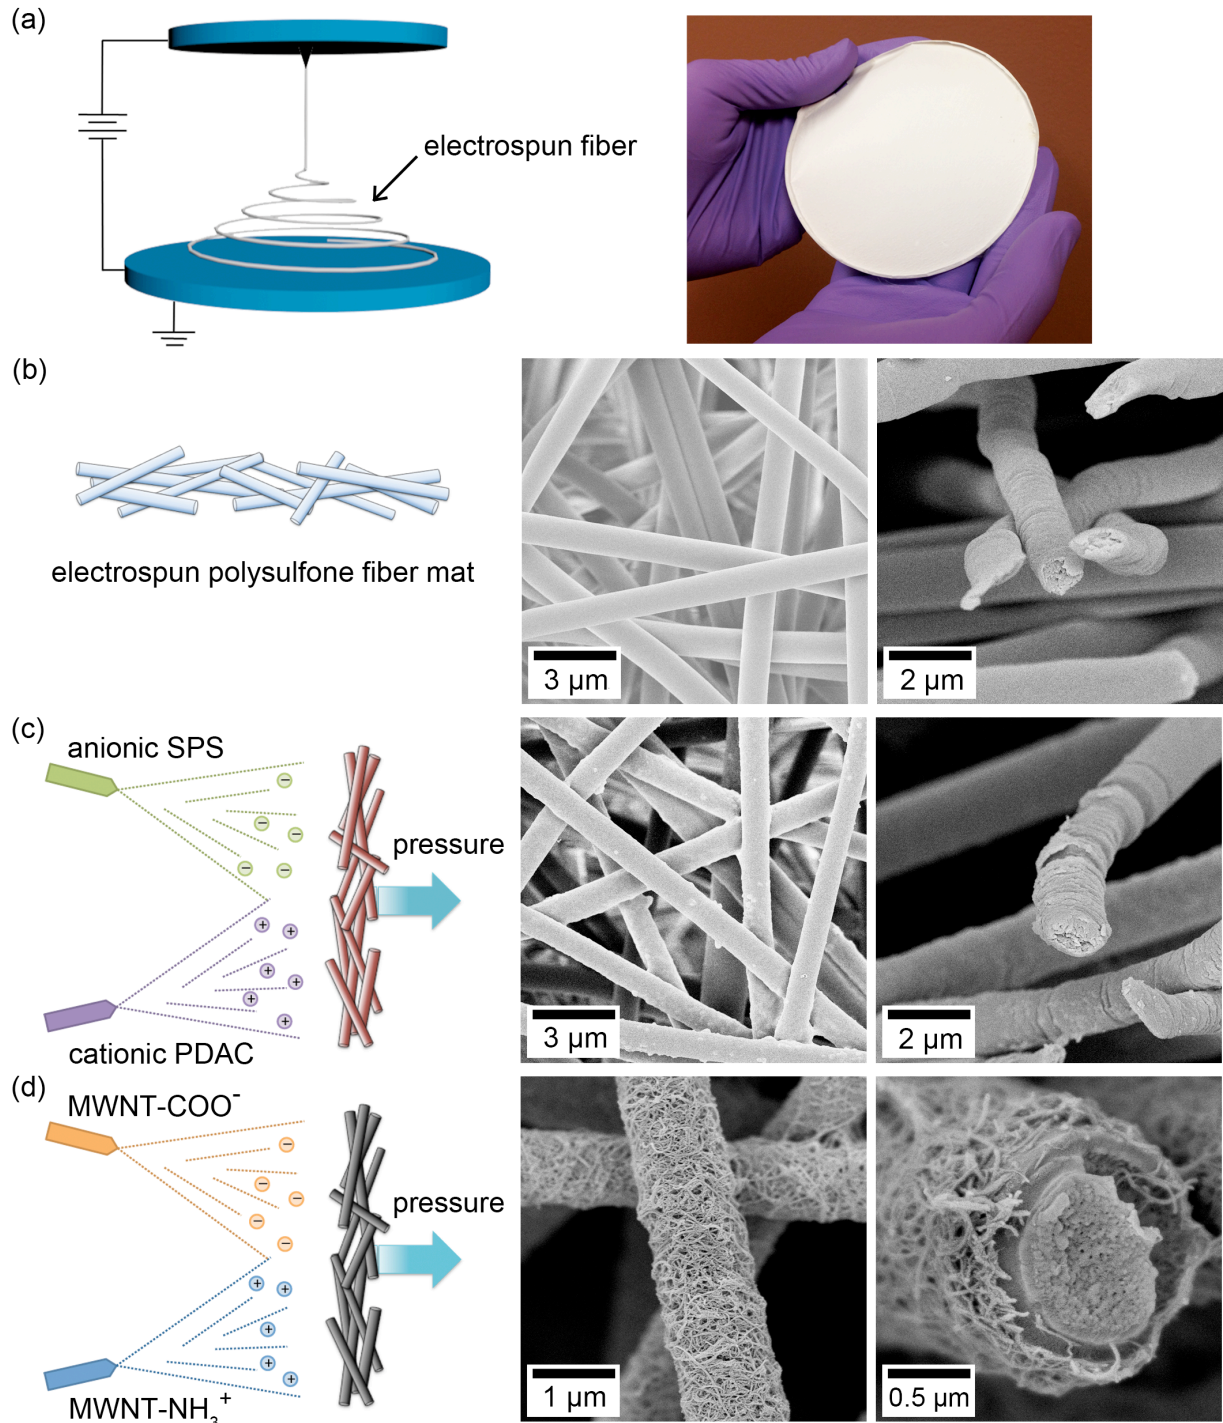 (a)
electrospun fiber
(b)
electrospun polysulfone fiber mat
3 µm
2 µm
(c)
anionic SPS
pressure
cationic PDAC
3 µm
2 µm
(d)
MWNT-COO⁻
pressure
MWNT-NH₃⁺
1 µm
0.5 µm